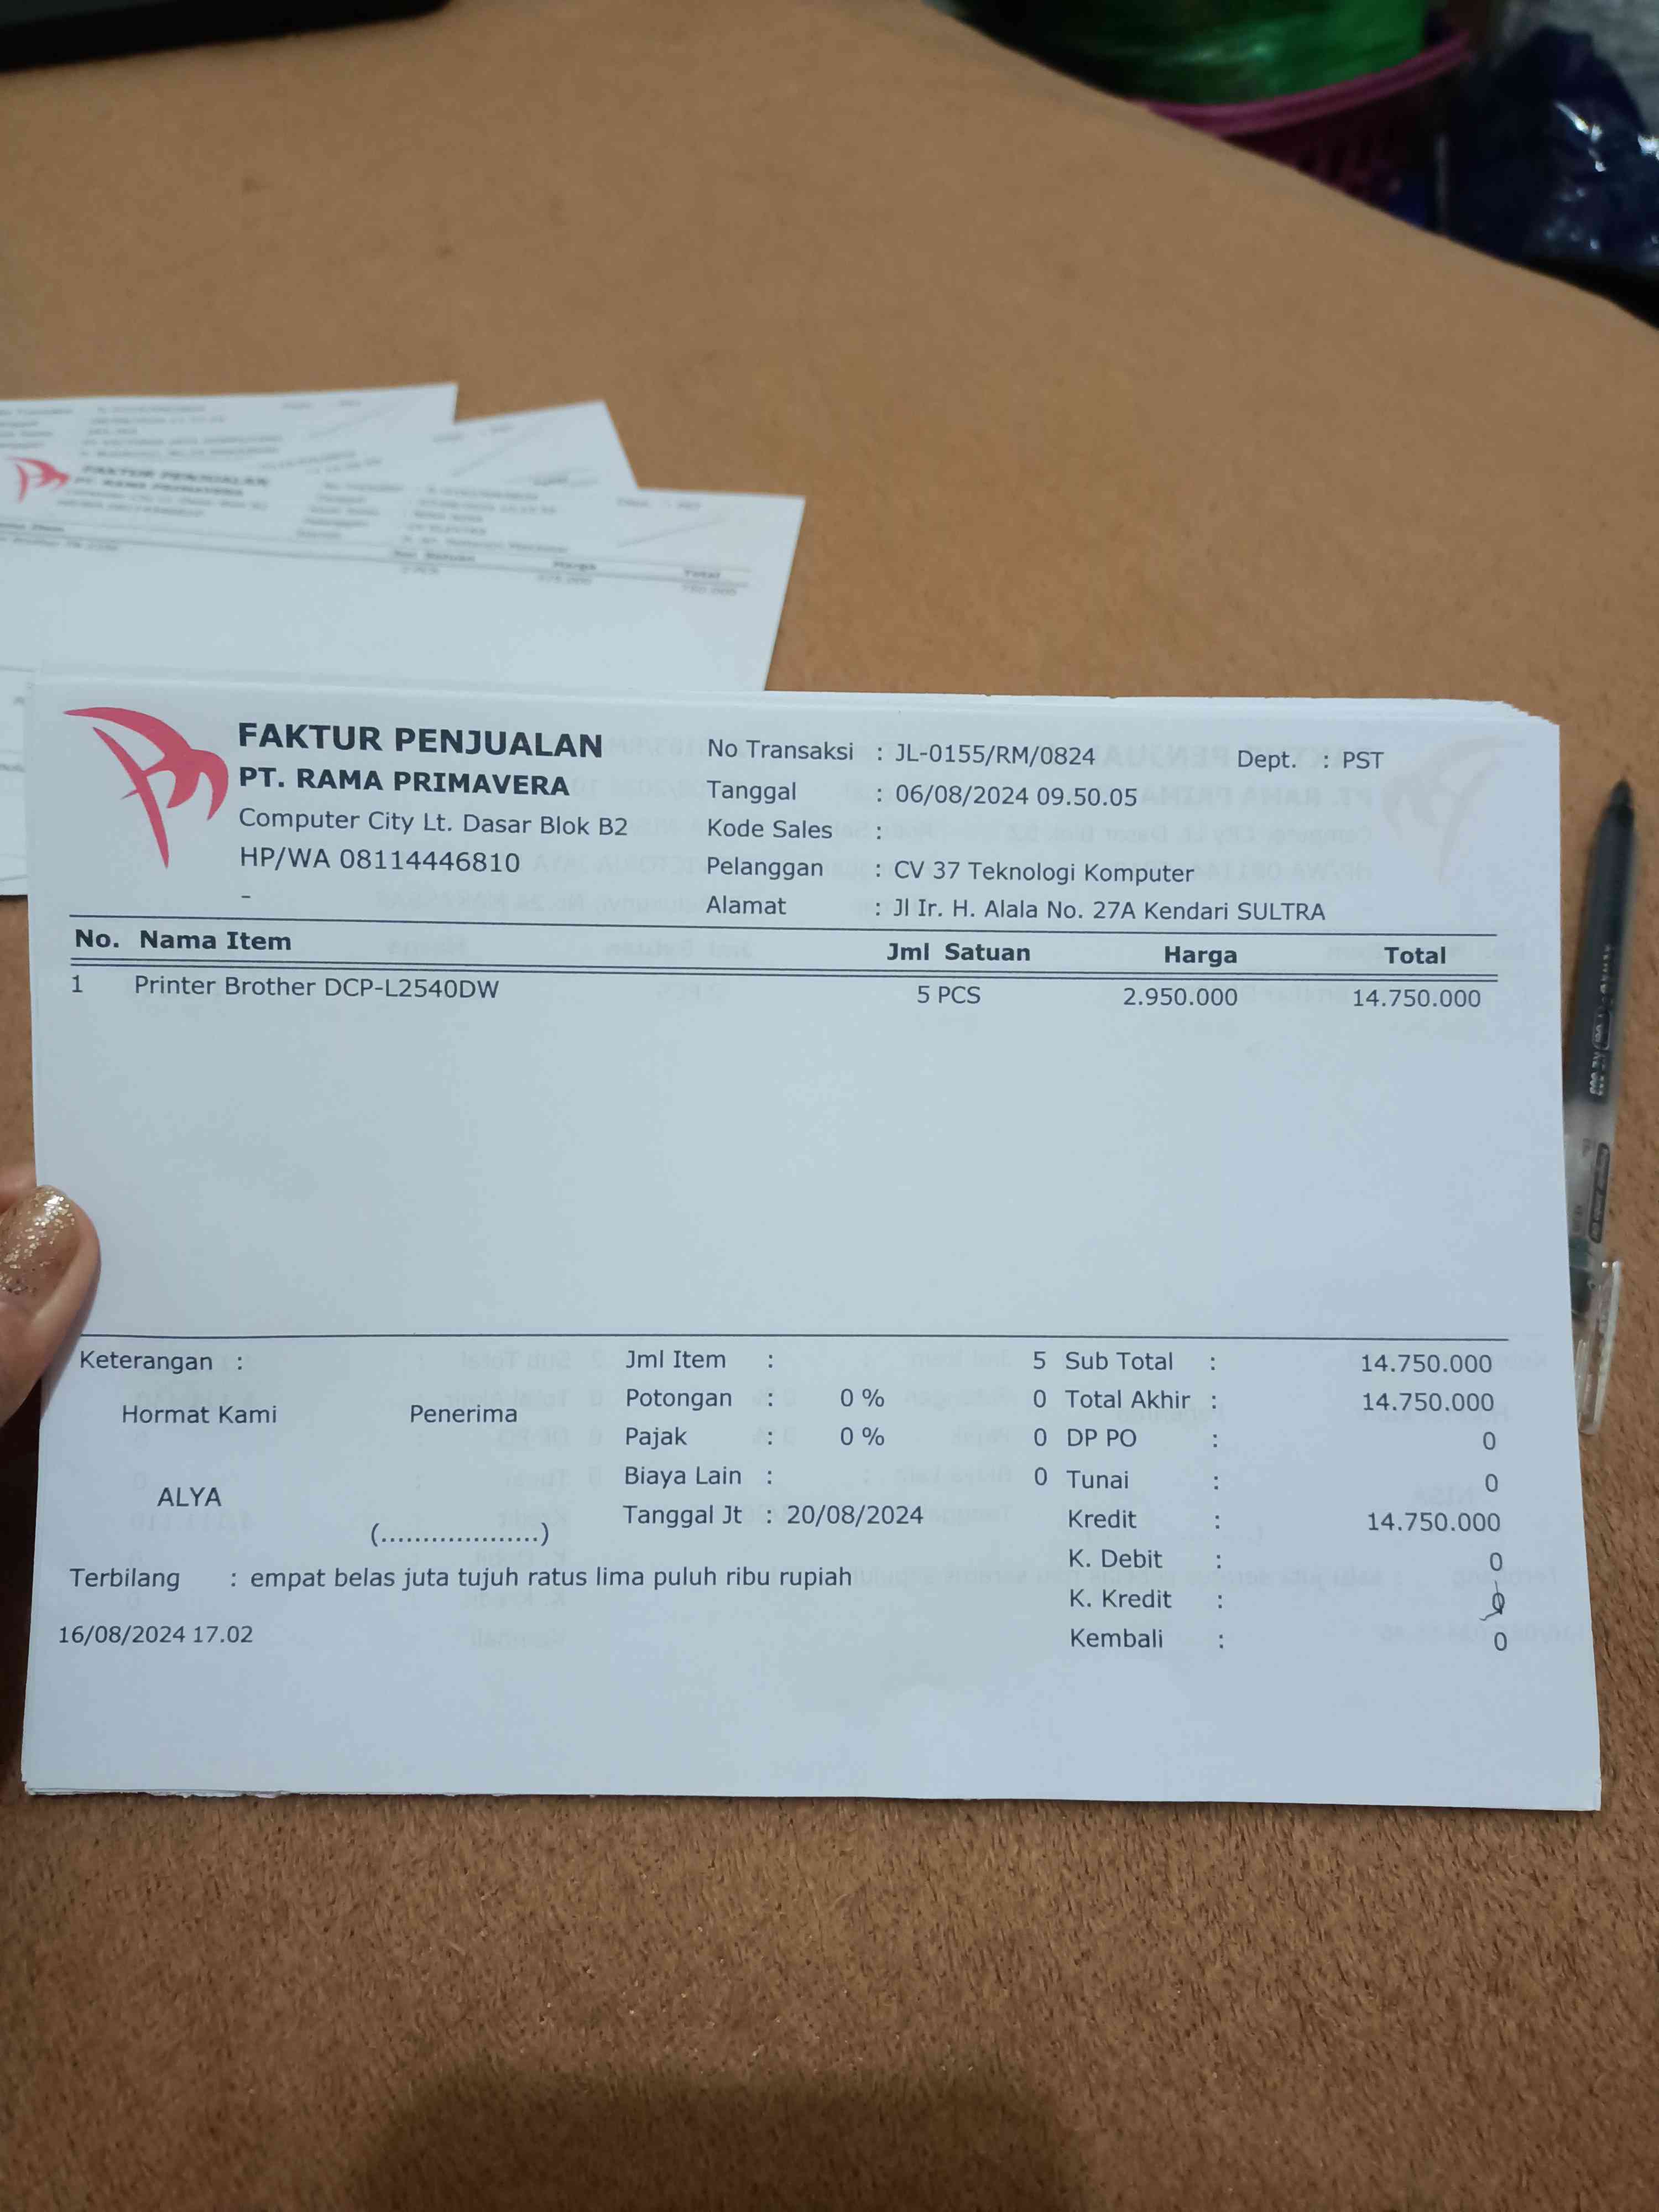 FAKTUR PENJUALAN
PT. RAMA PRIMAVERA
FAKTUR PENJUALAN
PT. RAMA PRIMAVERA
Computer City Lt. Dasar Blok B2
HP/WA 08114446810
-
No Transaksi : JL-0155/RM/0824 Dept. : PST
Tanggal : 06/08/2024 09.50.05
Kode Sales :
Pelanggan : CV 37 Teknologi Komputer
Alamat : Jl Ir. H. Alala No. 27A Kendari SULTRA
No. Nama Item Jml Satuan Harga Total
1 Printer Brother DCP-L2540DW 5 PCS 2.950.000 14.750.000
Keterangan :
Hormat Kami Penerima
ALYA
(...................)
Jml Item : 5 Sub Total : 14.750.000
Potongan : 0 % 0 Total Akhir : 14.750.000
Pajak : 0 % 0 DP PO : 0
Biaya Lain : 0 Tunai : 0
Tanggal Jt : 20/08/2024 Kredit : 14.750.000
K. Debit : 0
K. Kredit : 0
Kembali : 0
Terbilang : empat belas juta tujuh ratus lima puluh ribu rupiah
16/08/2024 17.02